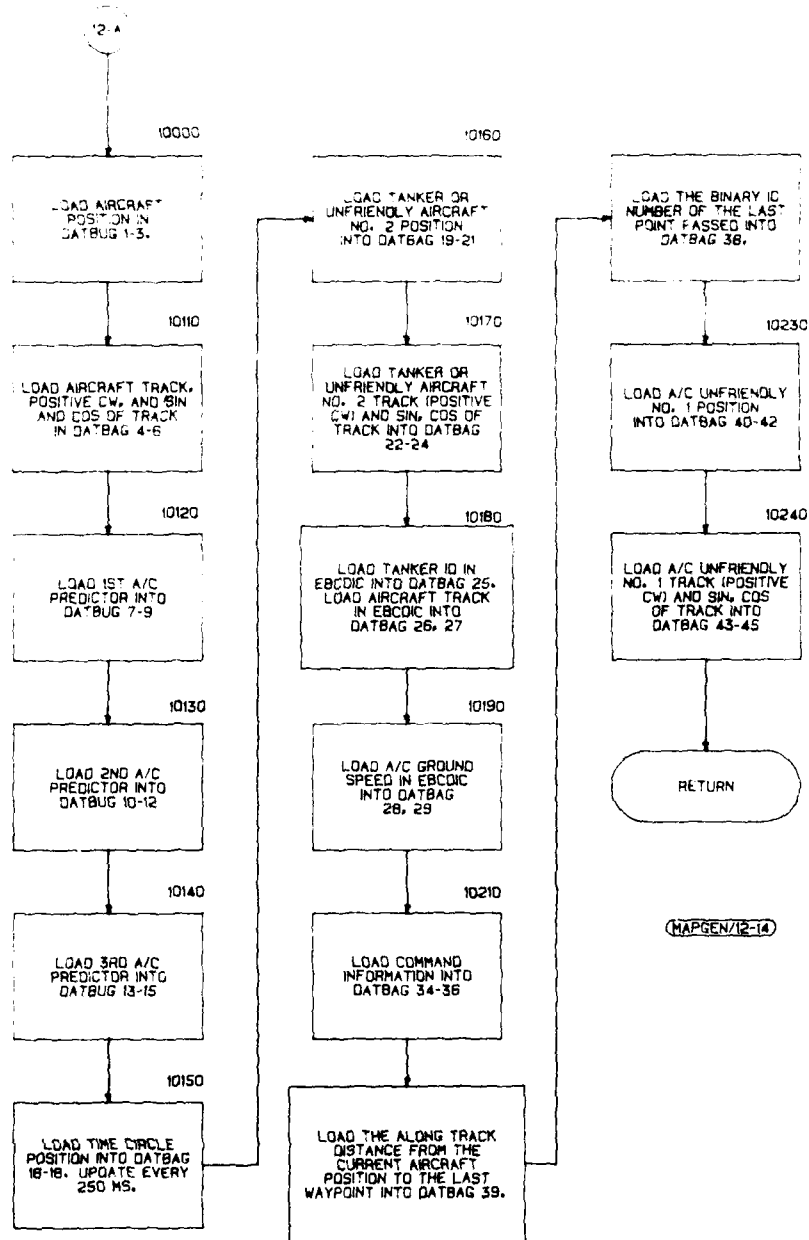 12-A
10000
LOAD AIRCRAFT
POSITION IN
DATBUG 1-3.
10110
LOAD AIRCRAFT TRACK,
POSITIVE CW, AND SIN
AND COS OF TRACK
IN DATBAG 4-6
10120
LOAD 1ST A/C
PREDICTOR INTO
DATBUG 7-9
10130
LOAD 2ND A/C
PREDICTOR INTO
DATBUG 10-12
10140
LOAD 3RD A/C
PREDICTOR INTO
DATBUG 13-15
10150
LOAD TIME CIRCLE
POSITION INTO DATBAG
16-18. UPDATE EVERY
250 MS.
10160
LOAD TANKER OR
UNFRIENDLY AIRCRAFT
NO. 2 POSITION
INTO DATBAG 19-21
10170
LOAD TANKER OR
UNFRIENDLY AIRCRAFT
NO. 2 TRACK (POSITIVE
CW) AND SIN, COS OF
TRACK INTO DATBAG
22-24
10180
LOAD TANKER ID IN
EBCDIC INTO DATBAG 25.
LOAD AIRCRAFT TRACK
IN EBCDIC INTO
DATBAG 26, 27
10190
LOAD A/C GROUND
SPEED IN EBCDIC
INTO DATBAG
28, 29
10210
LOAD COMMAND
INFORMATION INTO
DATBAG 34-36
LOAD THE ALONG TRACK
DISTANCE FROM THE
CURRENT AIRCRAFT
POSITION TO THE LAST
WAYPOINT INTO DATBAG 39.
LOAD THE BINARY ID
NUMBER OF THE LAST
POINT PASSED INTO
DATBAG 38.
10230
LOAD A/C UNFRIENDLY
NO. 1 POSITION
INTO DATBAG 40-42
10240
LOAD A/C UNFRIENDLY
NO. 1 TRACK (POSITIVE
CW) AND SIN, COS
OF TRACK INTO
DATBAG 43-45
RETURN
MAPGEN/12-14